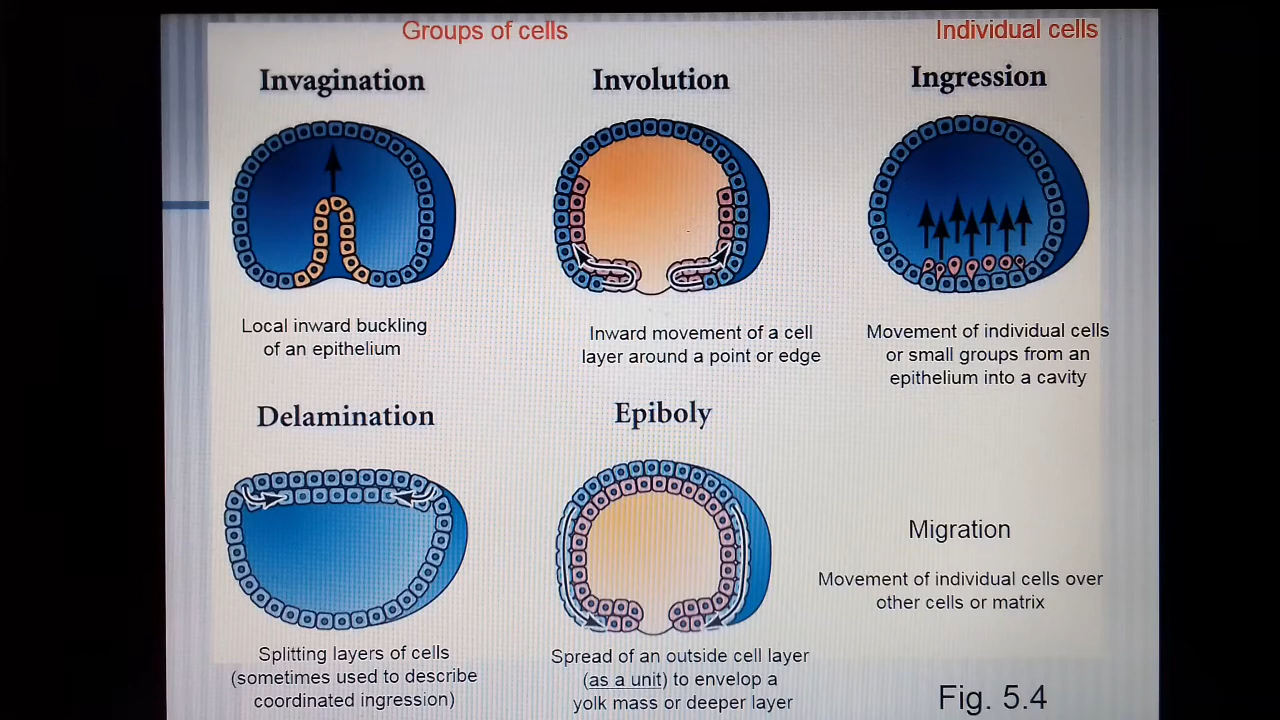 Groups of cells
Individual cells
Invagination
Involution
Ingression
Local inward buckling
of an epithelium
Inward movement of a cell
layer around a point or edge
Movement of individual cells
or small groups from an
epithelium into a cavity
Delamination
Epiboly
Migration
Movement of individual cells over
other cells or matrix
Splitting layers of cells
(sometimes used to describe
coordinated ingression)
Spread of an outside cell layer
(as a unit) to envelop a
yolk mass or deeper layer
Fig. 5.4